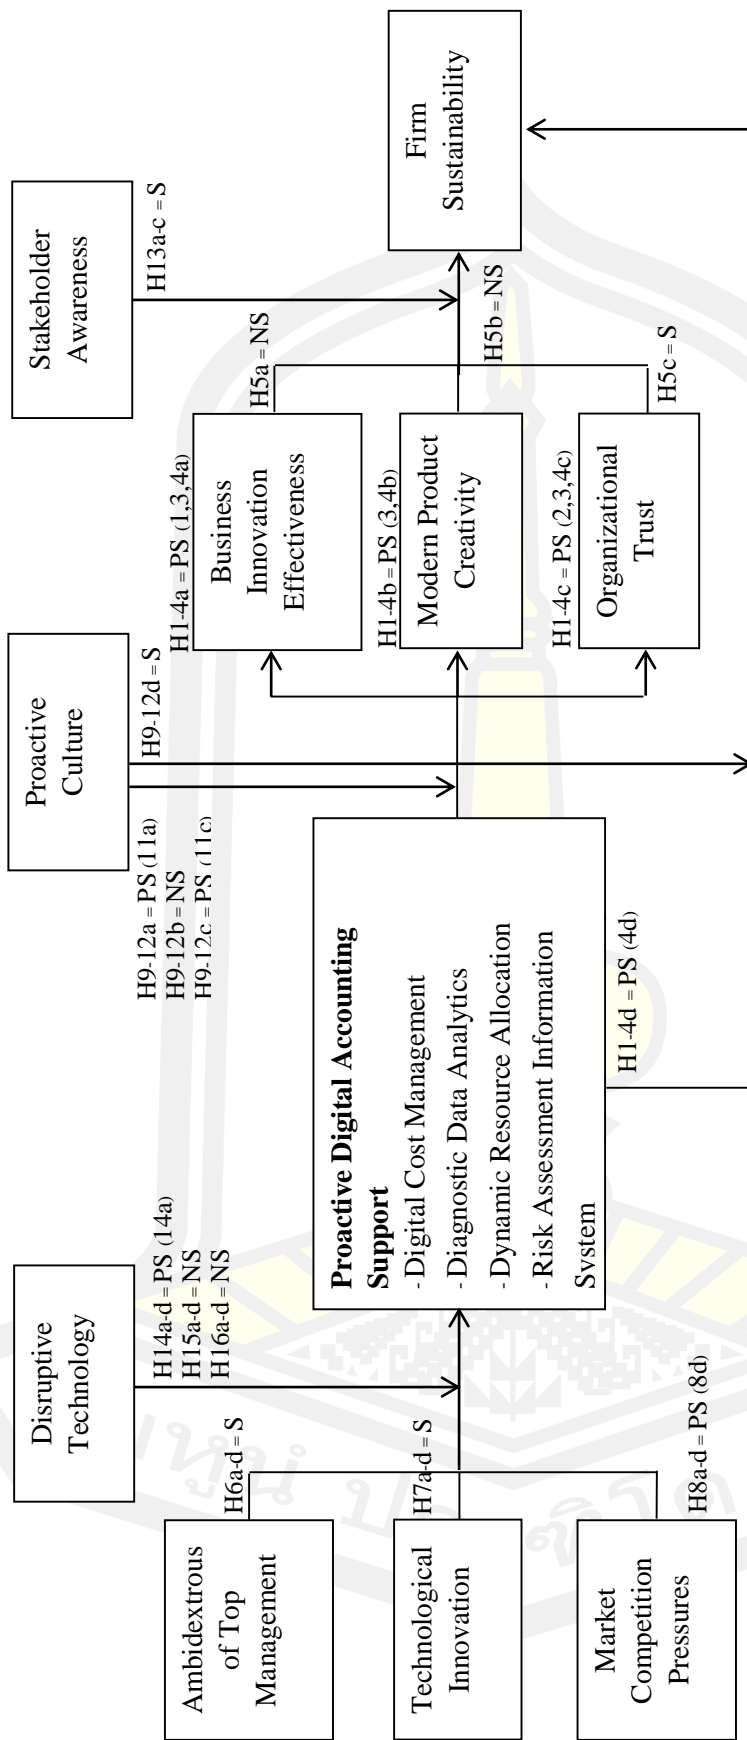 Disruptive
Technology
Proactive
Culture
Stakeholder
Awareness
H14a-d = PS (14a)
H15a-d = NS
H16a-d = NS
H9-12a = PS (11a)
H9-12b = NS
H9-12c = PS (11c)
H9-12d = S
H13a-c = S
Ambidextrous
of Top
Management
H6a-d = S
Technological
Innovation
H7a-d = S
Market
Competition
Pressures
H8a-d = PS (8d)
Proactive Digital Accounting
Support
- Digital Cost Management
- Diagnostic Data Analytics
- Dynamic Resource Allocation
- Risk Assessment Information
System
H1-4d = PS (4d)
H1-4a = PS (1,3,4a)
Business
Innovation
Effectiveness
H5a = NS
H1-4b = PS (3,4b)
Modern Product
Creativity
H5b = NS
H1-4c = PS (2,3,4c)
Organizational
Trust
H5c = S
Firm
Sustainability